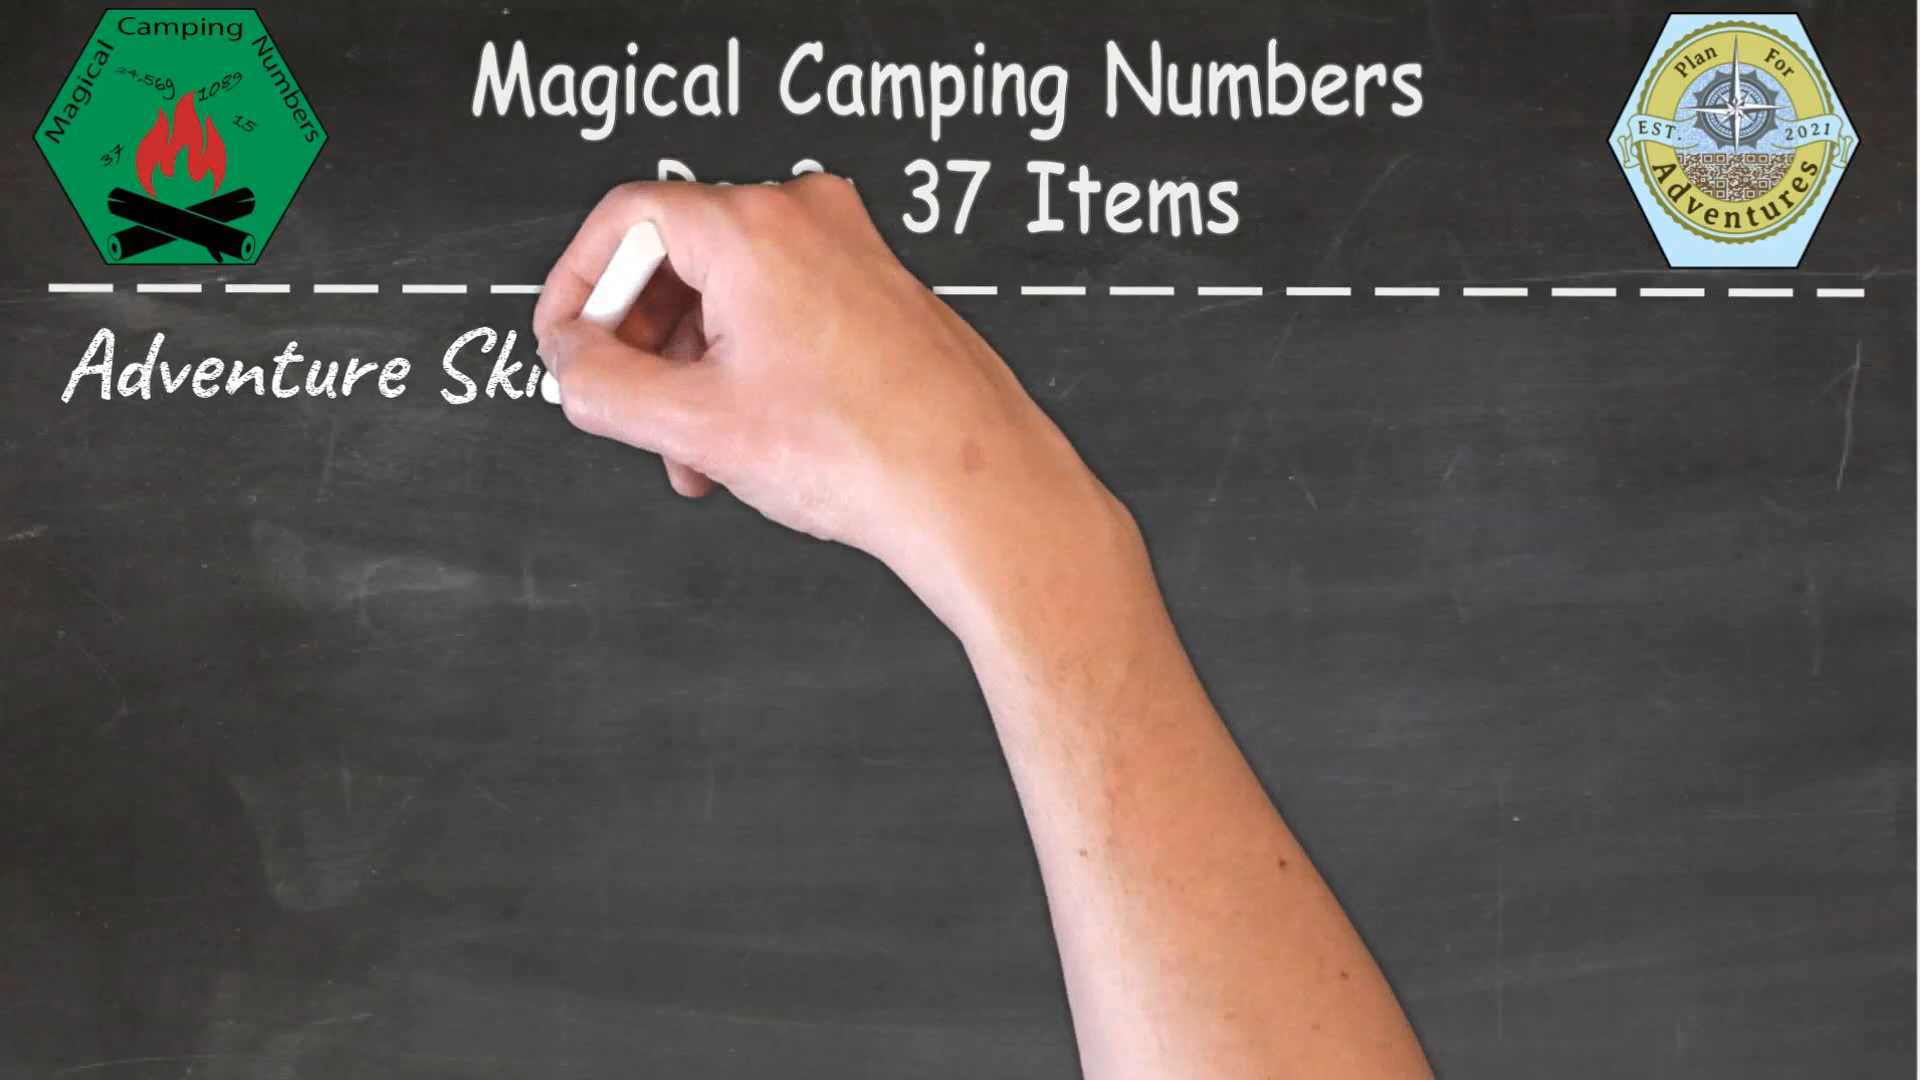 Magical Camping Numbers
24,569
1089
15
37
Magical Camping Numbers
37 Items
Plan For
EST. 2021
Adventures
Adventure Ski